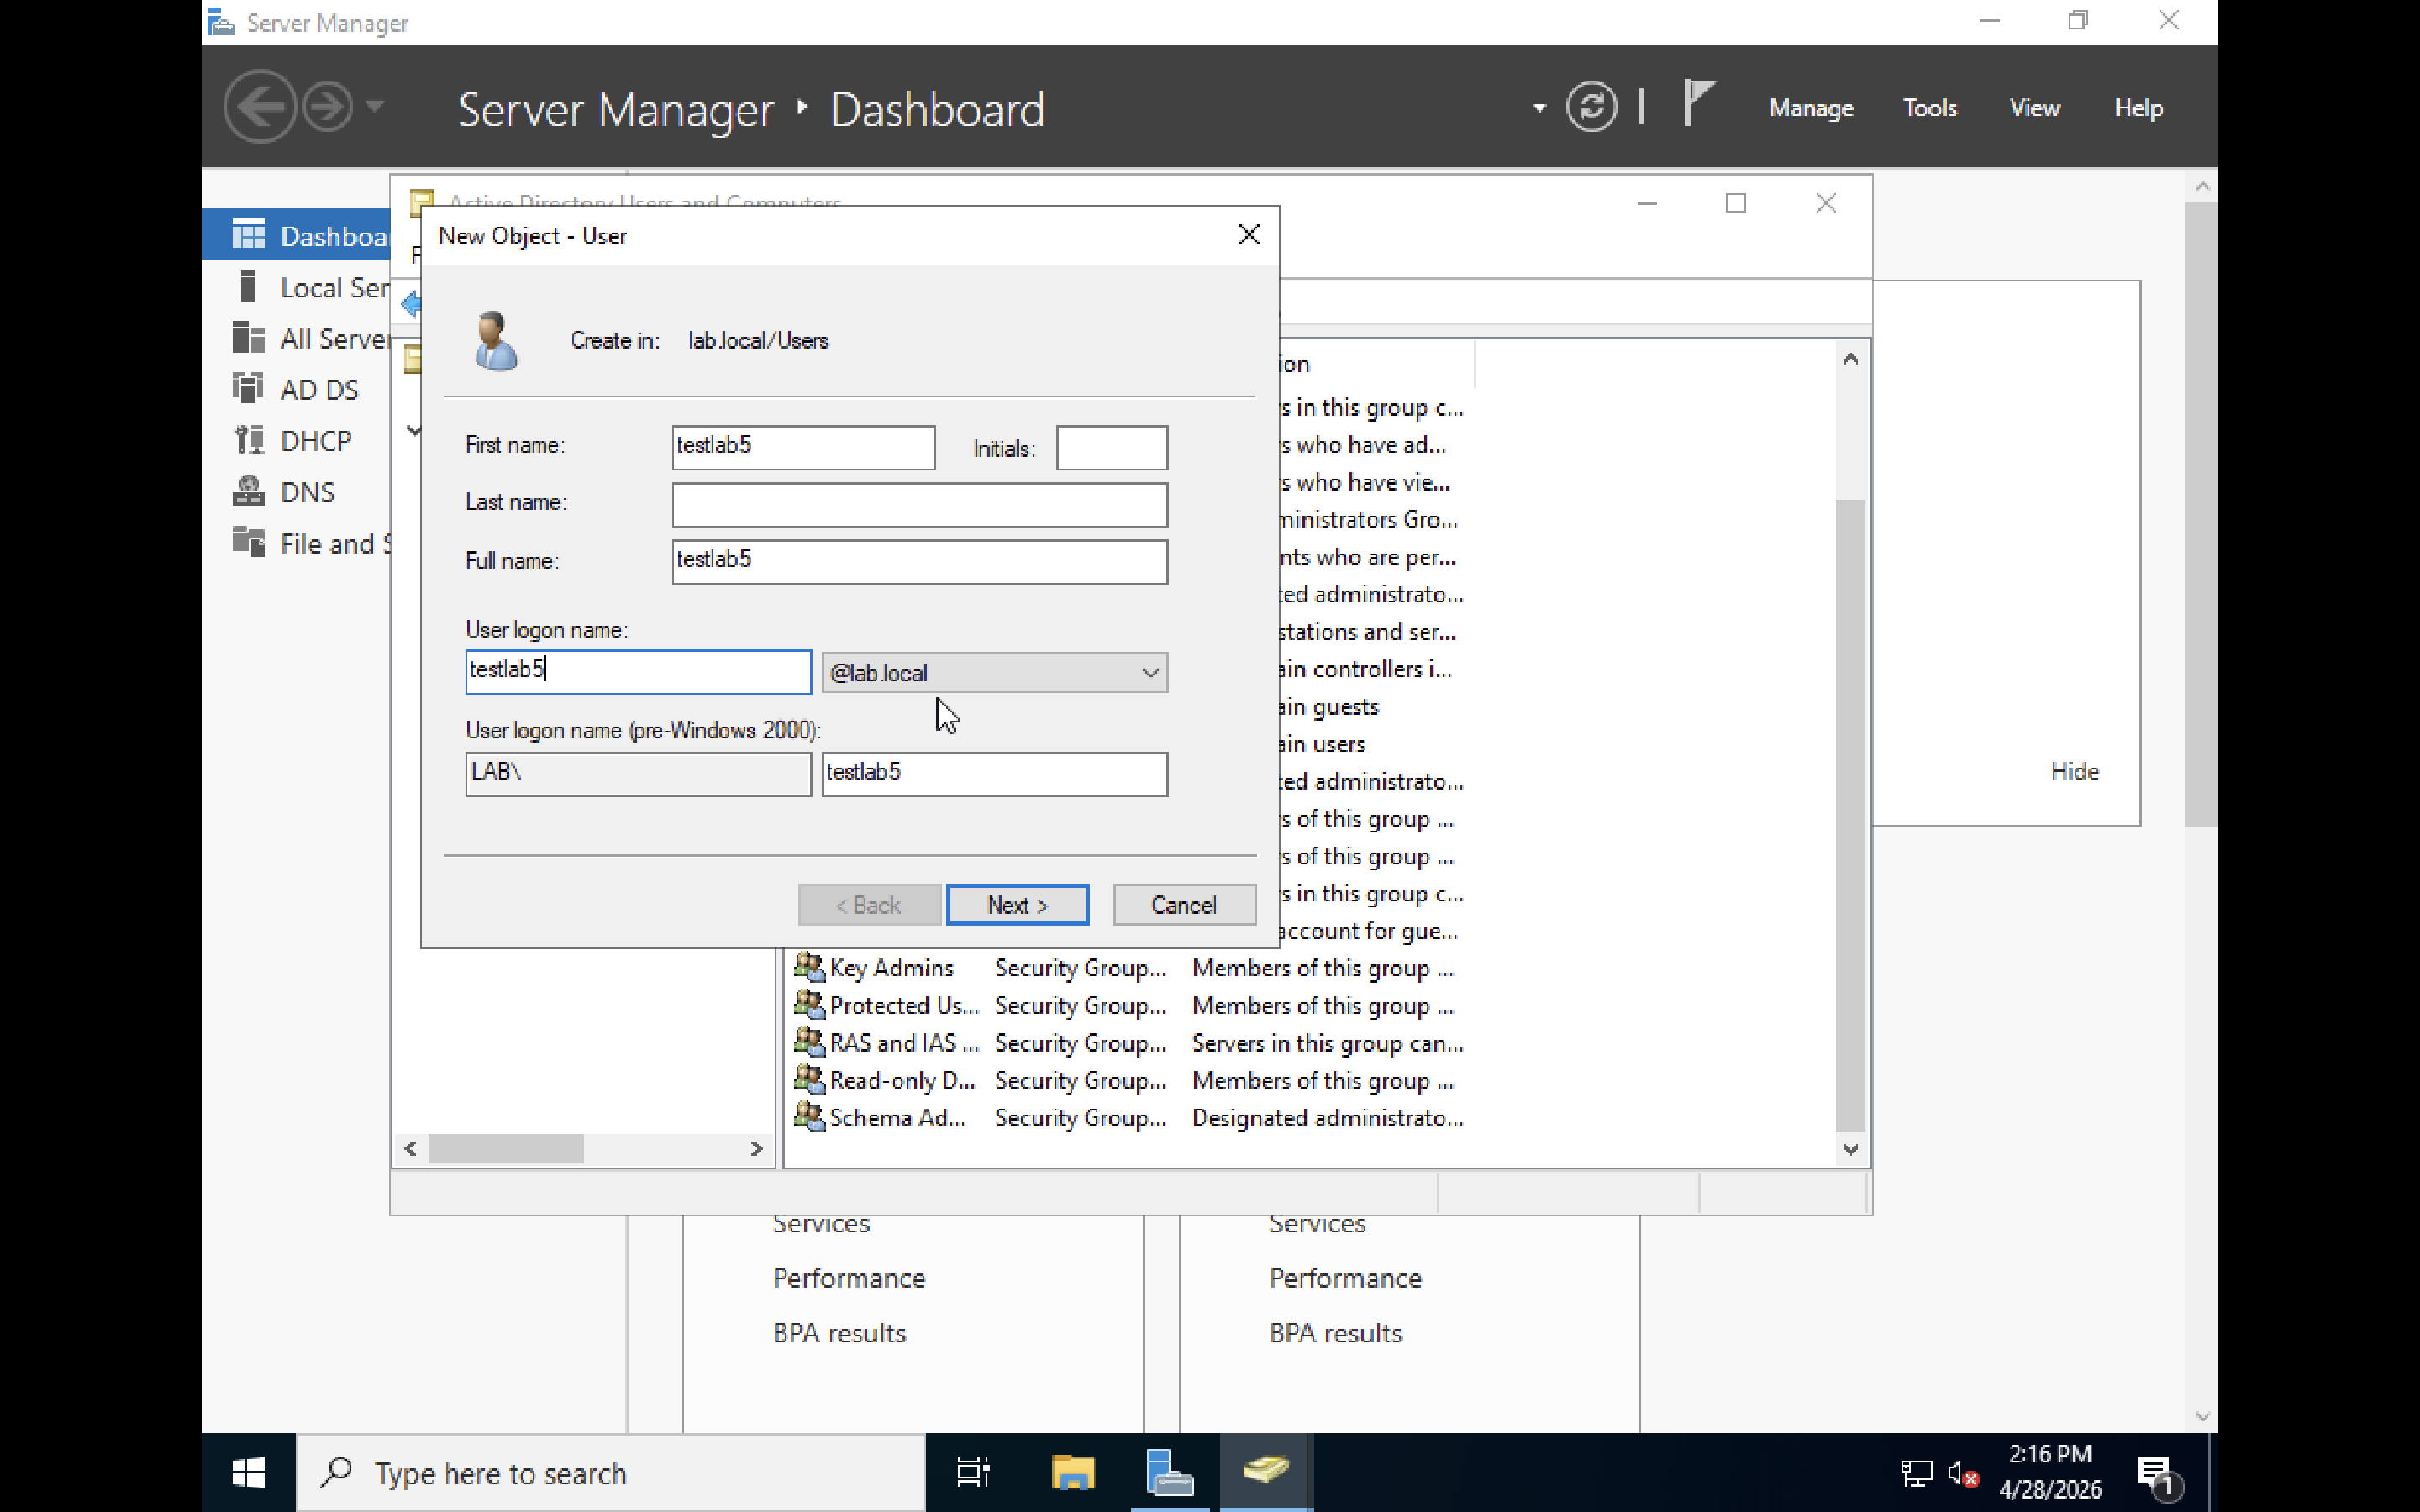 Server Manager
Server Manager ‣ Dashboard
Manage
Tools
View
Help
Active Directory Users and Computers
New Object - User
Dashboar
Local Ser
All Server
AD DS
DHCP
DNS
File and S
Create in: lab.local/Users
First name: testlab5 Initials:
Last name:
Full name: testlab5
User logon name:
testlab5 @lab.local
User logon name (pre-Windows 2000):
LAB\ testlab5
< Back
Next >
Cancel
ion
s in this group c...
s who have ad...
s who have vie...
ministrators Gro...
nts who are per...
ted administrato...
stations and ser...
ain controllers i...
ain guests
ain users
ted administrato...
s of this group ...
s of this group ...
s in this group c...
account for gue...
Key Admins Security Group... Members of this group ...
Protected Us... Security Group... Members of this group ...
RAS and IAS ... Security Group... Servers in this group can...
Read-only D... Security Group... Members of this group ...
Schema Ad... Security Group... Designated administrato...
Hide
Services
Performance
BPA results
Services
Performance
BPA results
Type here to search
2:16 PM
4/28/2026
1